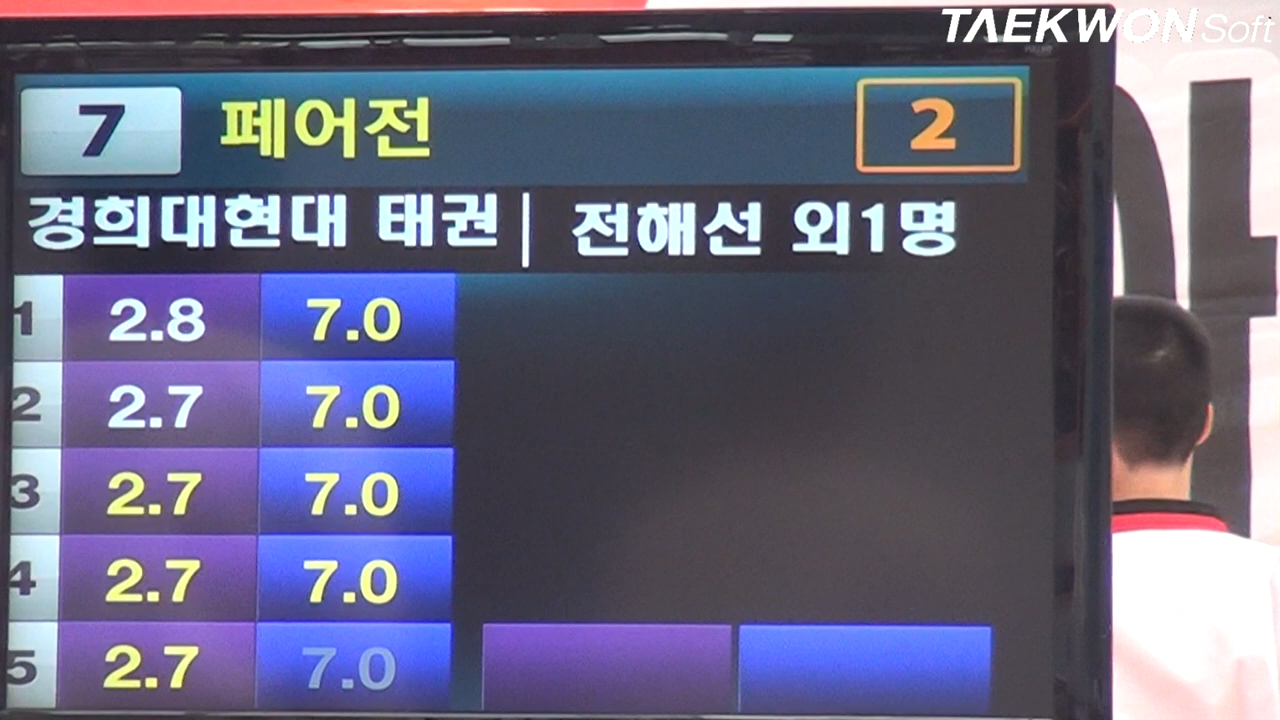 TAEKWON Soft
7 페어전 2
경희대현대 태권 | 전해선 외1명
1 2.8 7.0
2 2.7 7.0
3 2.7 7.0
4 2.7 7.0
5 2.7 7.0